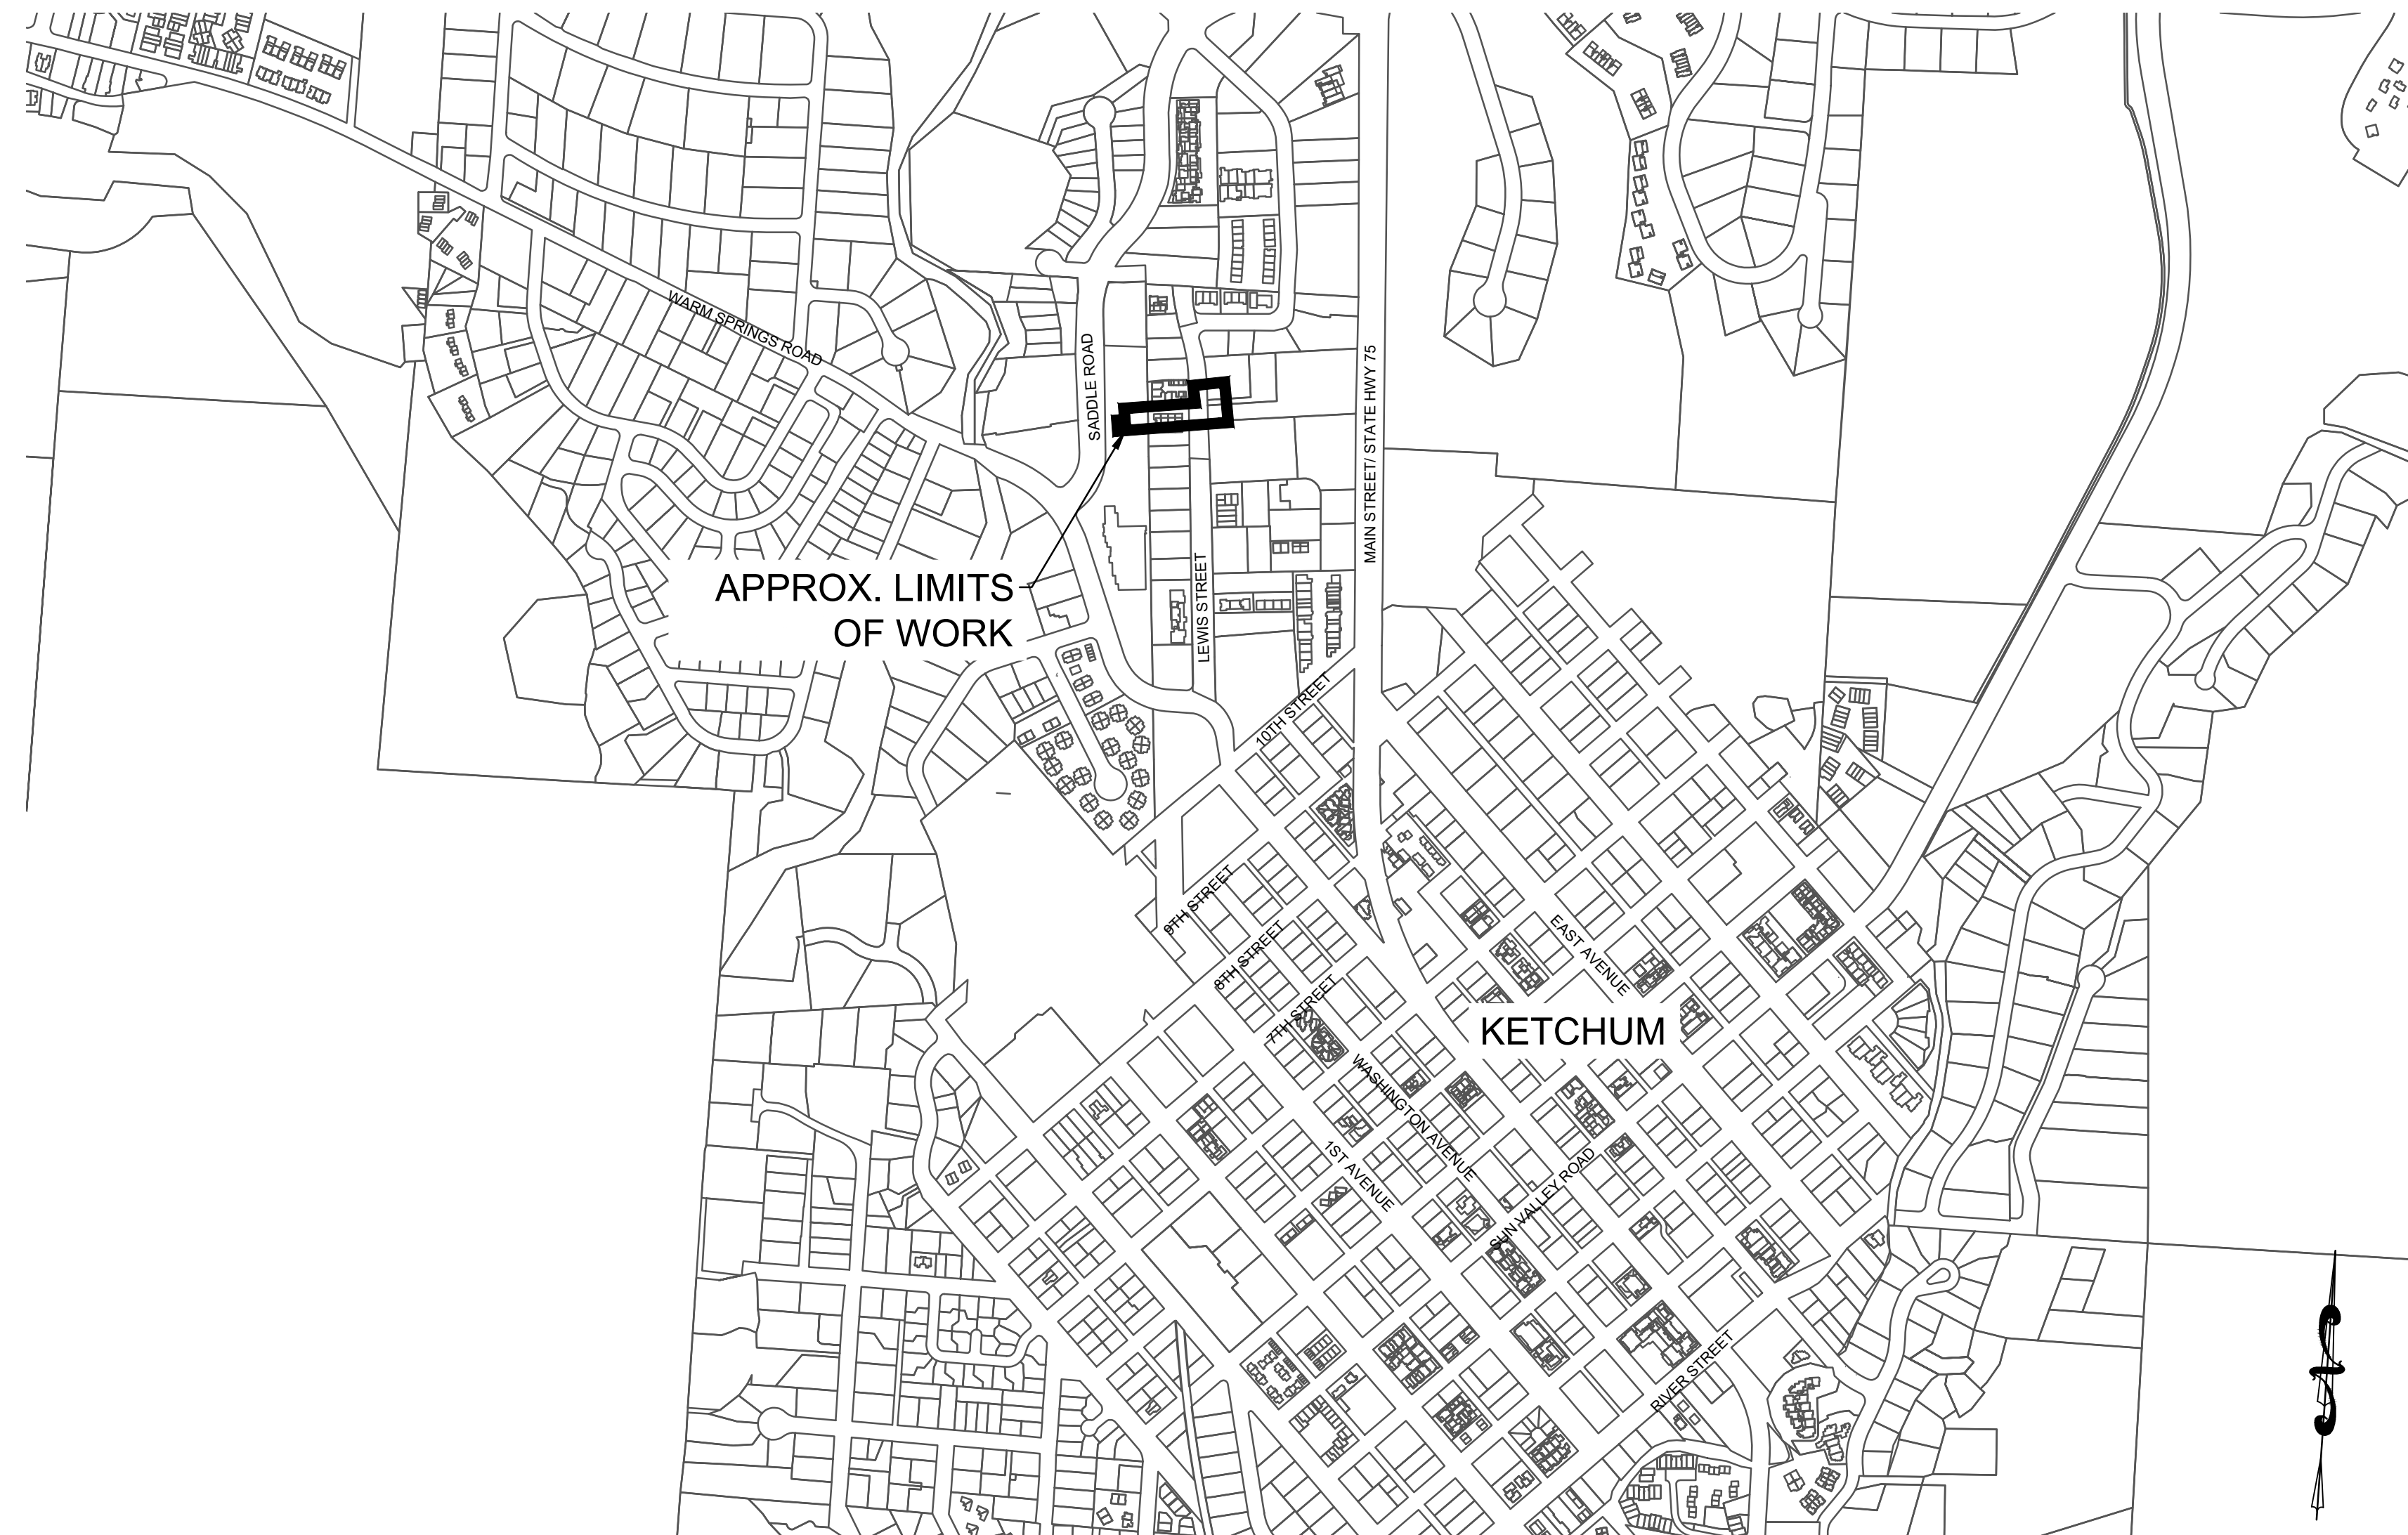 WARM SPRINGS ROAD
SADDLE ROAD
MAIN STREET/ STATE HWY 75
APPROX. LIMITS
OF WORK
LEWIS STREET
10TH STREET
9TH STREET
8TH STREET
EAST AVENUE
7TH STREET
KETCHUM
WASHINGTON AVENUE
1ST AVENUE
SUN VALLEY ROAD
RIVER STREET